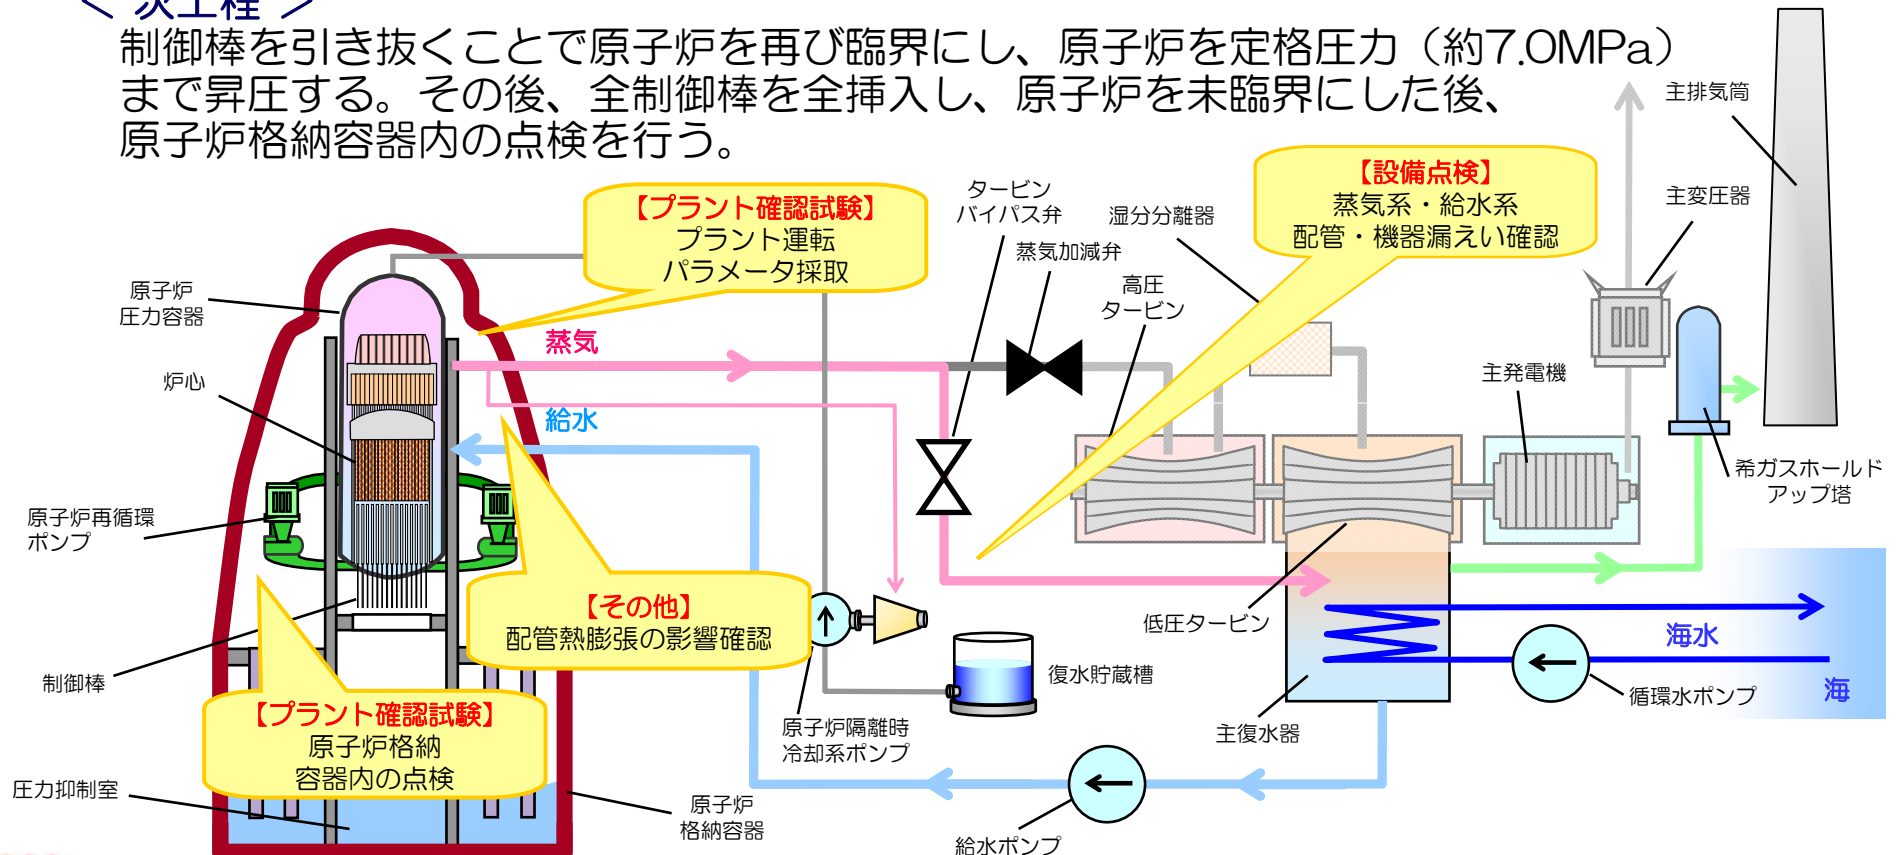 ＜ 次工程 ＞
制御棒を引き抜くことで原子炉を再び臨界にし、原子炉を定格圧力（約7.0MPa）
まで昇圧する。その後、全制御棒を全挿入し、原子炉を未臨界にした後、
原子炉格納容器内の点検を行う。
主排気筒
【プラント確認試験】
プラント運転
パラメータ採取
タービン
バイパス弁
蒸気加減弁
湿分分離器
高圧
タービン
【設備点検】
蒸気系・給水系
配管・機器漏えい確認
主変圧器
原子炉
圧力容器
蒸気
炉心
給水
主発電機
希ガスホールド
アップ塔
原子炉再循環
ポンプ
【その他】
配管熱膨張の影響確認
低圧タービン
海水
海
制御棒
復水貯蔵槽
循環水ポンプ
【プラント確認試験】
原子炉格納
容器内の点検
原子炉隔離時
冷却系ポンプ
主復水器
圧力抑制室
原子炉
格納容器
給水ポンプ